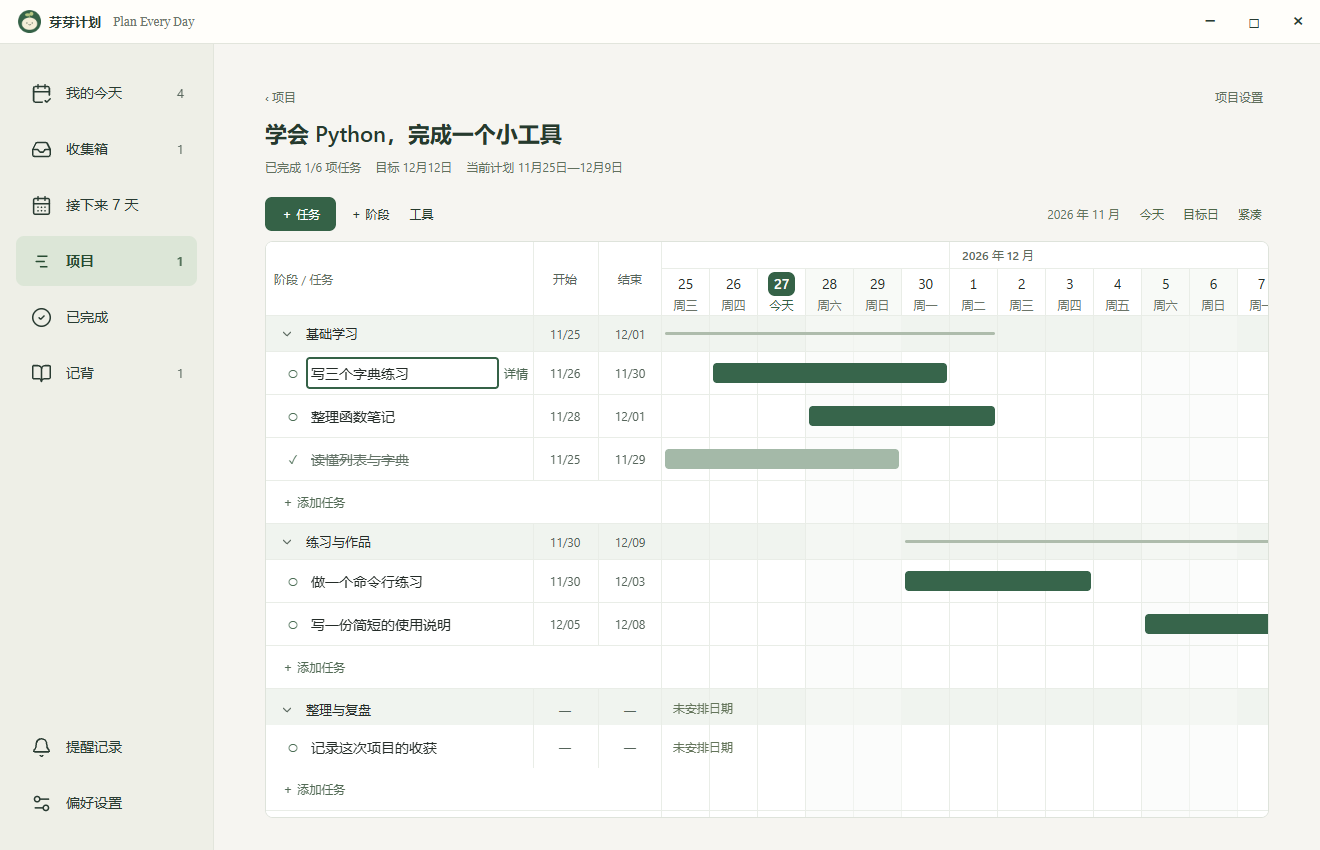 芽芽计划 Plan Every Day
我的今天 4
收集箱 1
接下来 7 天
项目 1
已完成
记背 1
提醒记录
偏好设置
‹ 项目
项目设置
学会 Python，完成一个小工具
已完成 1/6 项任务 目标 12月12日 当前计划 11月25日—12月9日
+ 任务 + 阶段 工具
2026 年 11 月 今天 目标日 紧凑
阶段 / 任务 开始 结束
2026 年 12 月
25 26 27 28 29 30 1 2 3 4 5 6 7
周三 周四 今天 周六 周日 周一 周二 周三 周四 周五 周六 周日 周一
基础学习 11/25 12/01
写三个字典练习 详情 11/26 11/30
整理函数笔记 11/28 12/01
✓ 读懂列表与字典 11/25 11/29
+ 添加任务
练习与作品 11/30 12/09
做一个命令行练习 11/30 12/03
写一份简短的使用说明 12/05 12/08
+ 添加任务
整理与复盘 — — 未安排日期
记录这次项目的收获 — — 未安排日期
+ 添加任务